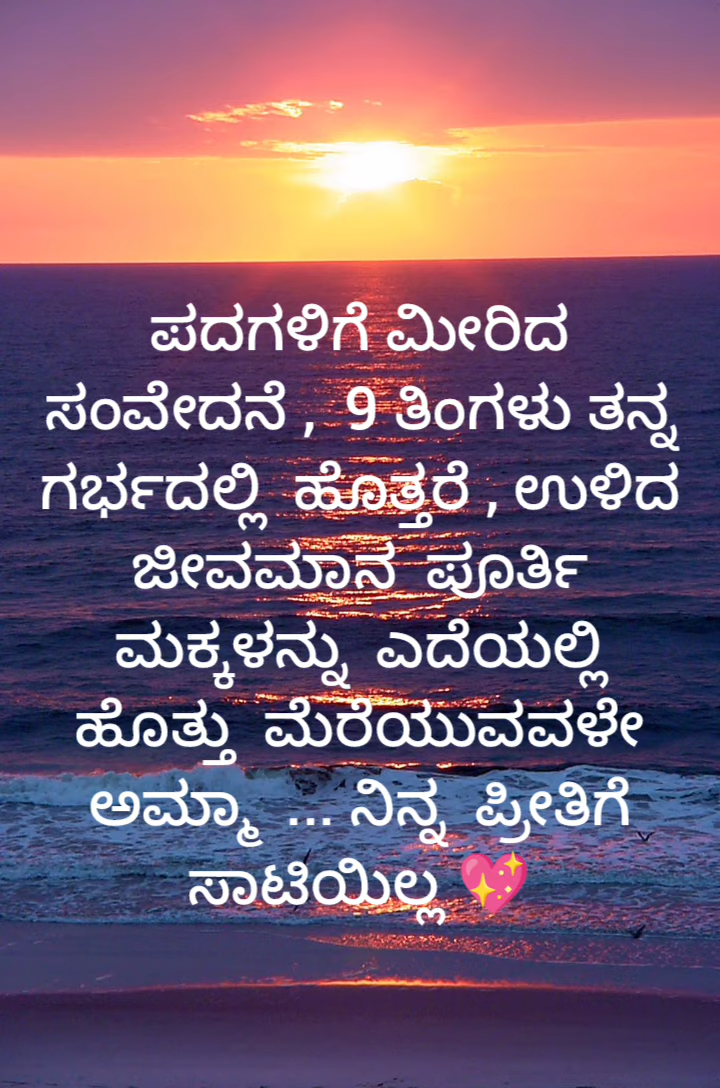 ಪದಗಳಿಗೆ ಮೀರಿದ
ಸಂವೇದನೆ , 9 ತಿಂಗಳು ತನ್ನ
ಗರ್ಭದಲ್ಲಿ ಹೊತ್ತರೆ , ಉಳಿದ
ಜೀವಮಾನ ಪೂರ್ತಿ
ಮಕ್ಕಳನ್ನು ಎದೆಯಲ್ಲಿ
ಹೊತ್ತು ಮೆರೆಯುವವಳೇ
ಅಮ್ಮಾ ... ನಿನ್ನ ಪ್ರೀತಿಗೆ
ಸಾಟಿಯಿಲ್ಲ 💖